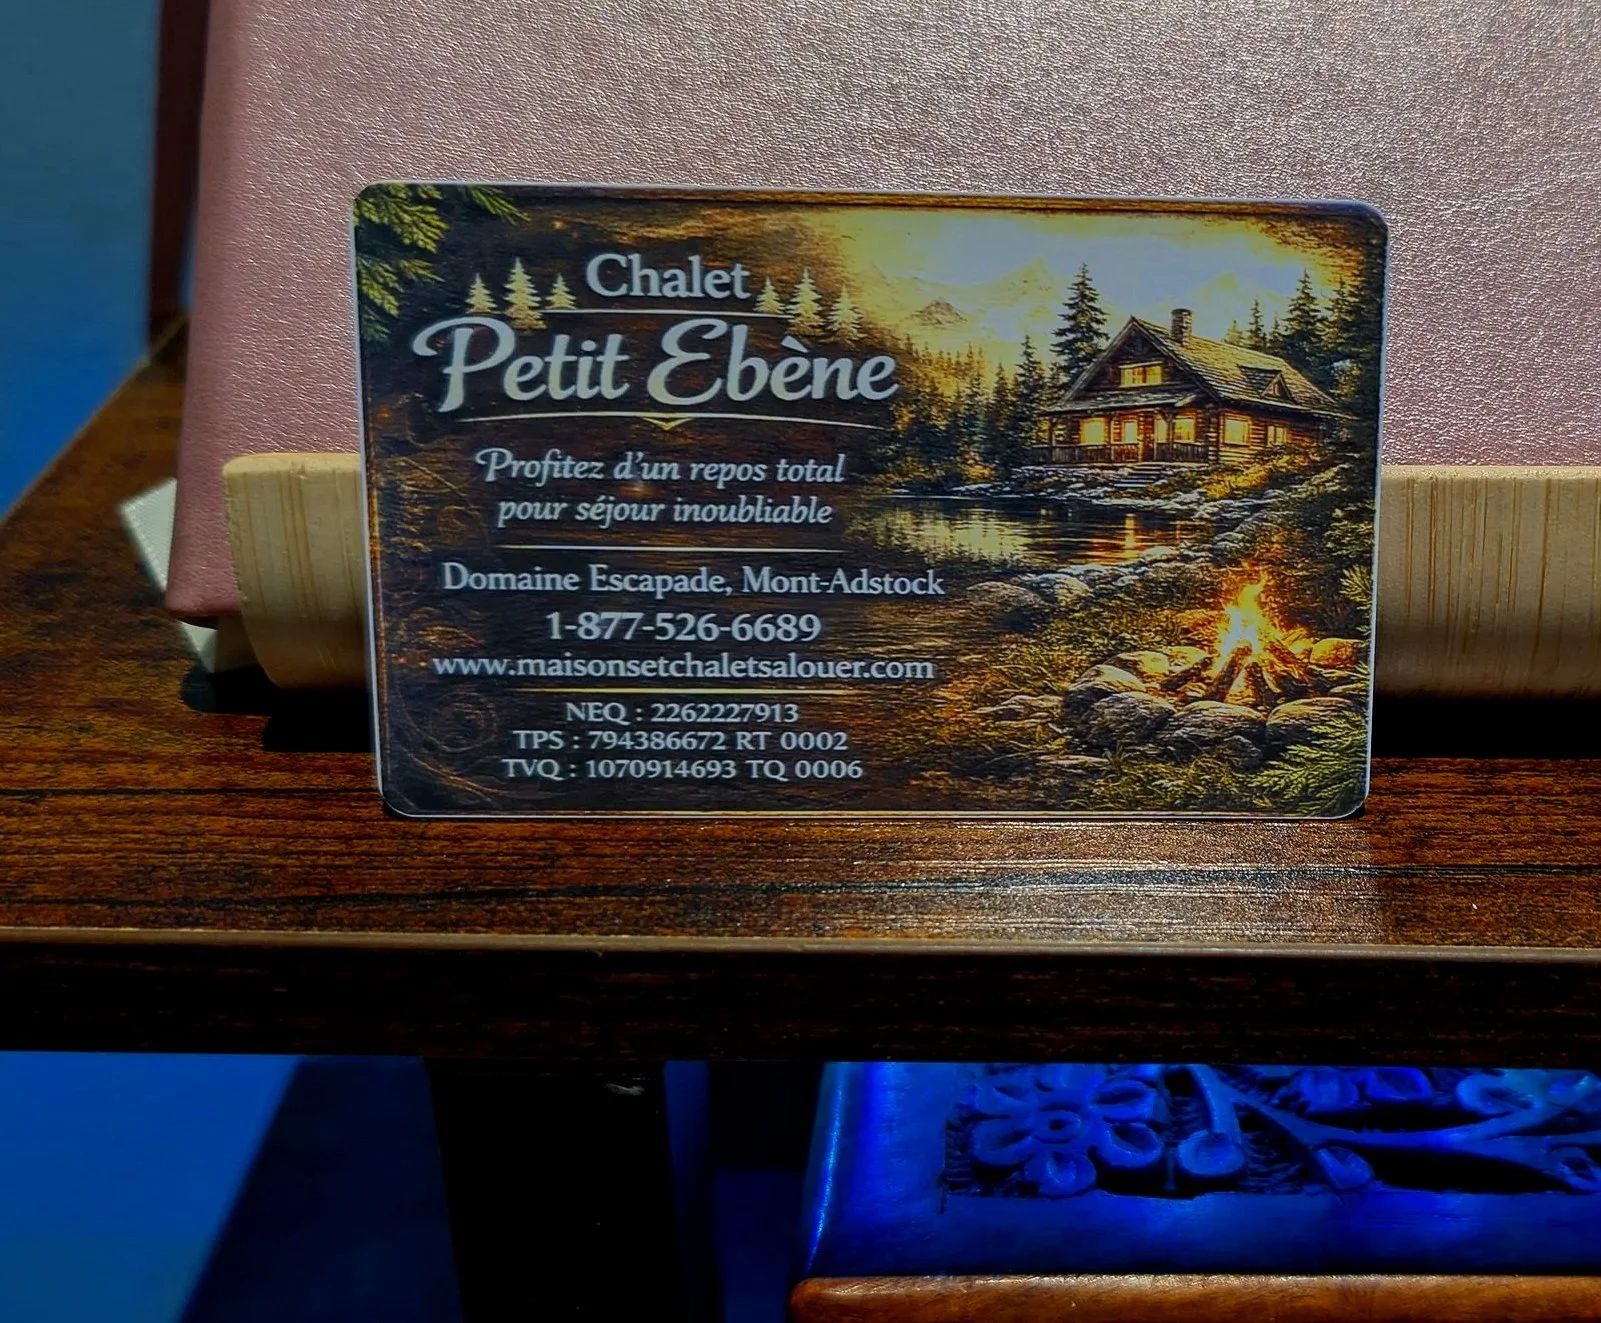 Chalet
Petit Ebène
Profitez d'un repos total
pour séjour inoubliable
Domaine Escapade, Mont-Adstock
1-877-526-6689
www.maisonsetchaletsalouer.com
NEQ : 2262227913
TPS : 794386672 RT 0002
TVQ : 1070914693 TQ 0006